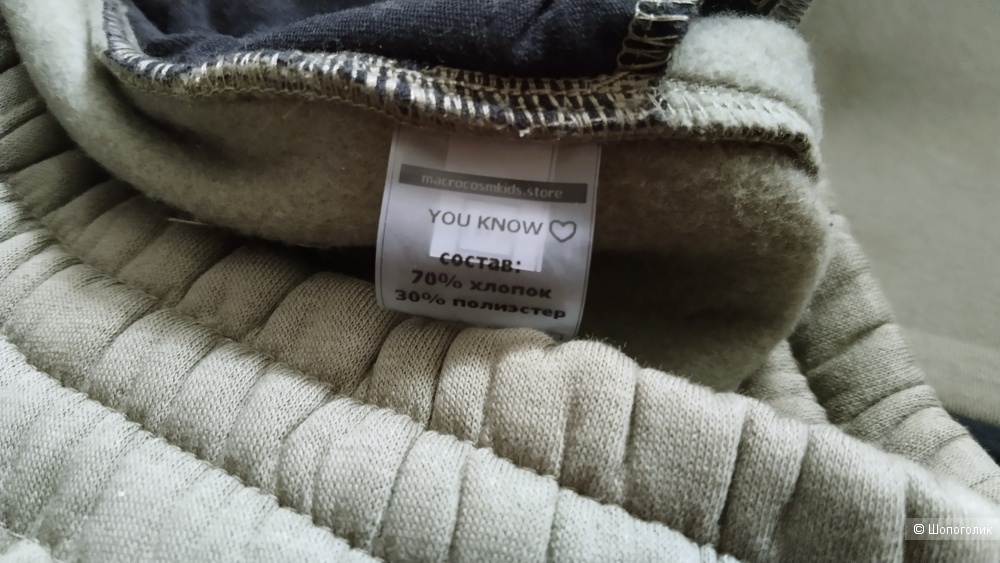 macrocosmkids.store
YOU KNOW
состав:
70% хлопок
30% полиэстер
© Шопоголик